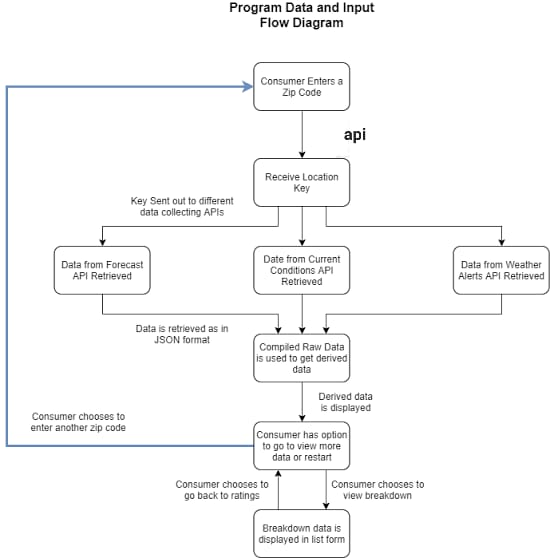 Program Data and Input
Flow Diagram
Consumer Enters a
Zip Code
api
Receive Location
Key
Key Sent out to different
data collecting APIs
Data from Forecast
API Retrieved
Date from Current
Conditions API
Retrieved
Data from Weather
Alerts API Retrieved
Data is retrieved as in
JSON format
Compiled Raw Data
is used to get derived
data
Derived data
is displayed
Consumer chooses to
enter another zip code
Consumer has option
to go to view more
data or restart
Consumer chooses to
go back to ratings
Consumer chooses to
view breakdown
Breakdown data is
displayed in list form